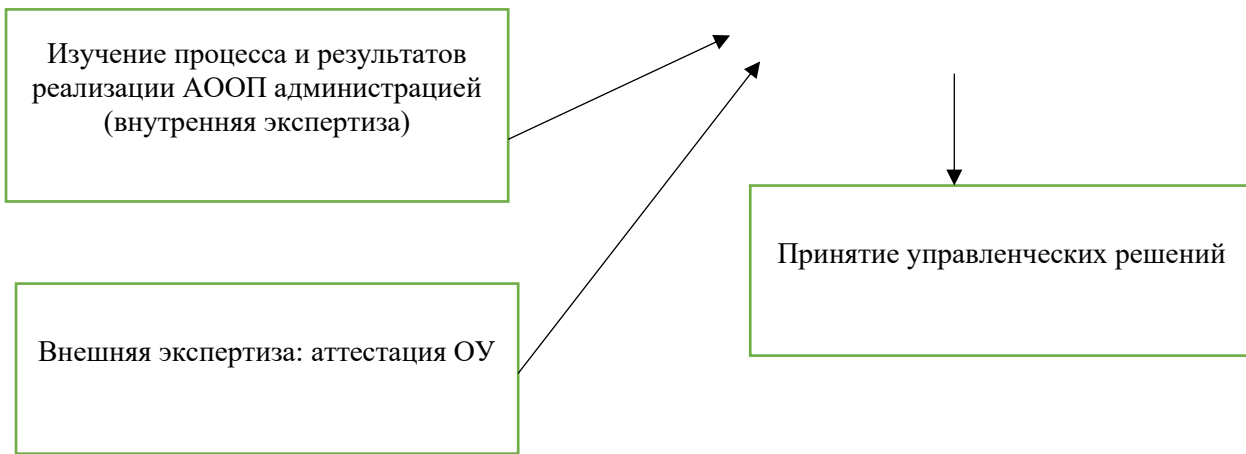 Изучение процесса и результатов
реализации АООП администрацией
(внутренняя экспертиза)
Принятие управленческих решений
Внешняя экспертиза: аттестация ОУ